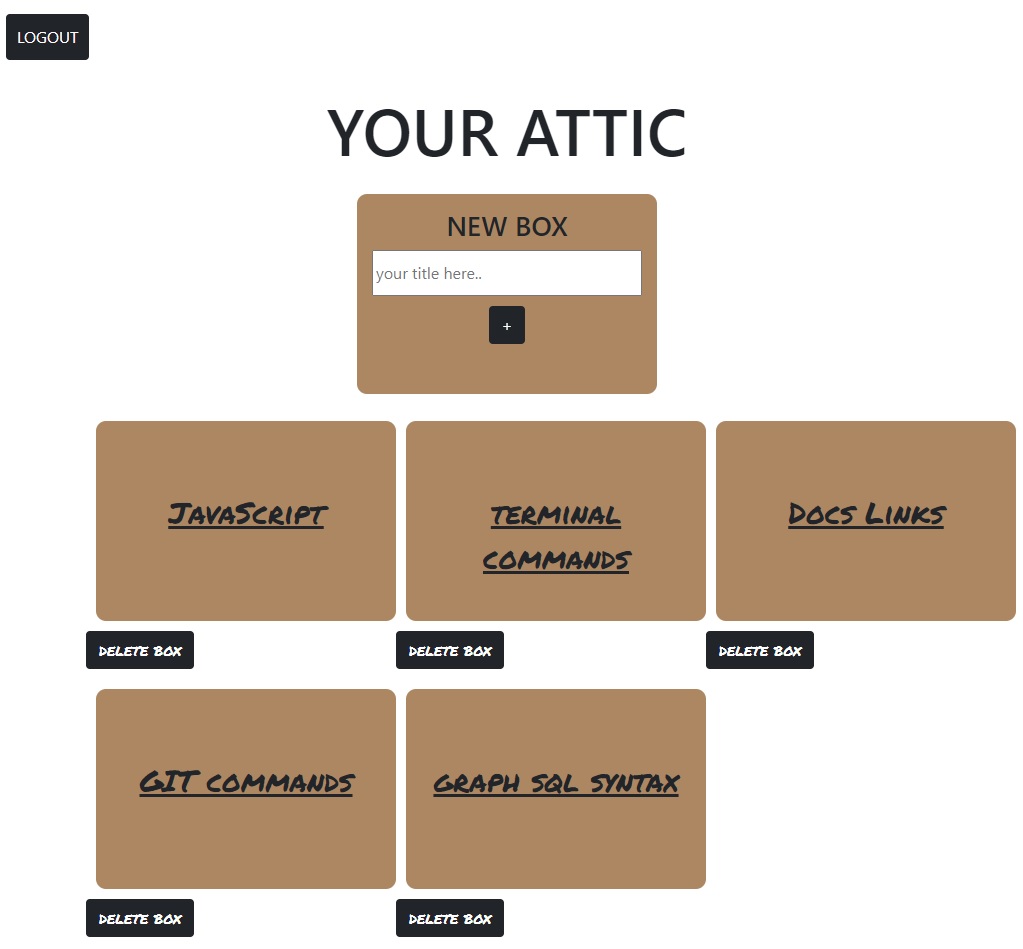 LOGOUT
YOUR ATTIC
NEW BOX
your title here..
+
JavaScript
terminal
commands
Docs Links
DELETE BOX
DELETE BOX
DELETE BOX
GIT commands
graph sql syntax
DELETE BOX
DELETE BOX